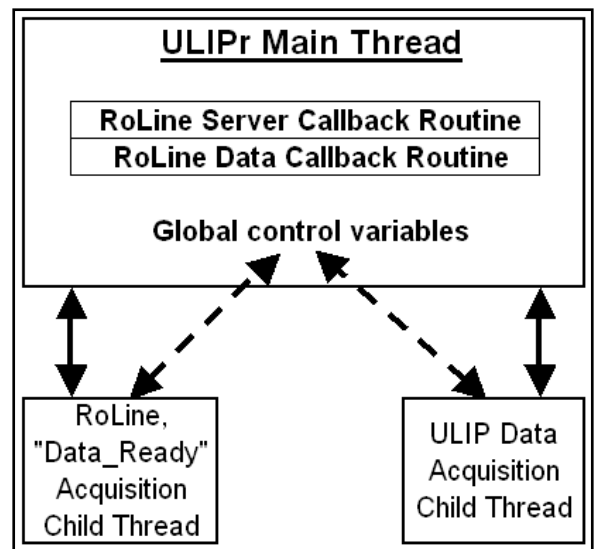 ULIPr Main Thread
RoLine Server Callback Routine
RoLine Data Callback Routine
Global control variables
RoLine,
"Data_Ready"
Acquisition
Child Thread
ULIP Data
Acquisition
Child Thread